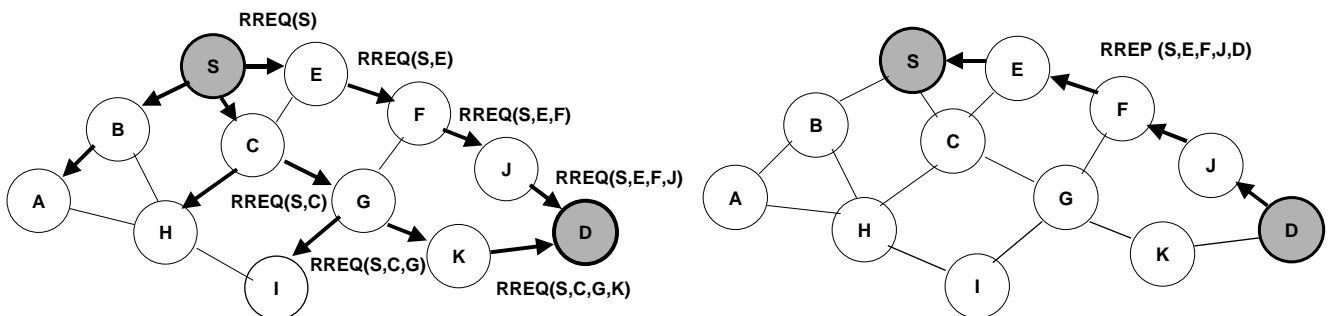 RREQ(S)
S
E
RREQ(S,E)
B
C
F
RREQ(S,E,F)
J
A
RREQ(S,C)
G
RREQ(S,E,F,J)
H
D
K
RREQ(S,C,G)
I
RREQ(S,C,G,K)
S
E
RREP (S,E,F,J,D)
B
C
F
J
A
G
H
D
K
I